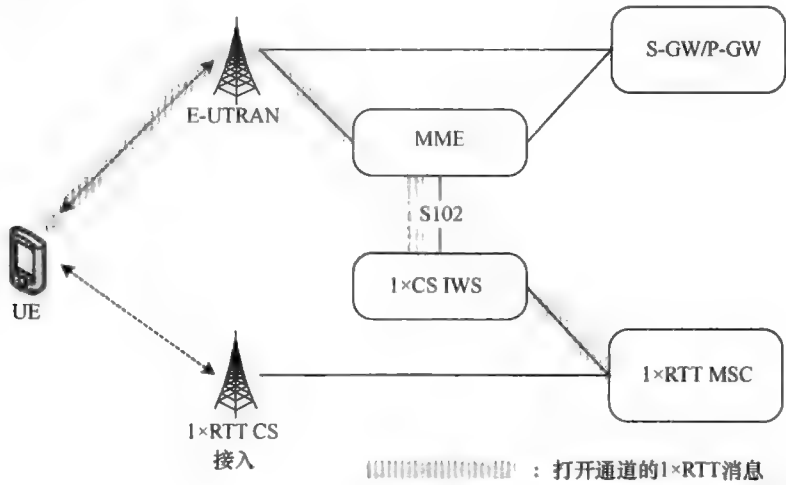 S-GW/P-GW
E-UTRAN
MME
S102
1×CS IWS
UE
1×RTT MSC
1×RTT CS
接入
：打开通道的1×RTT消息